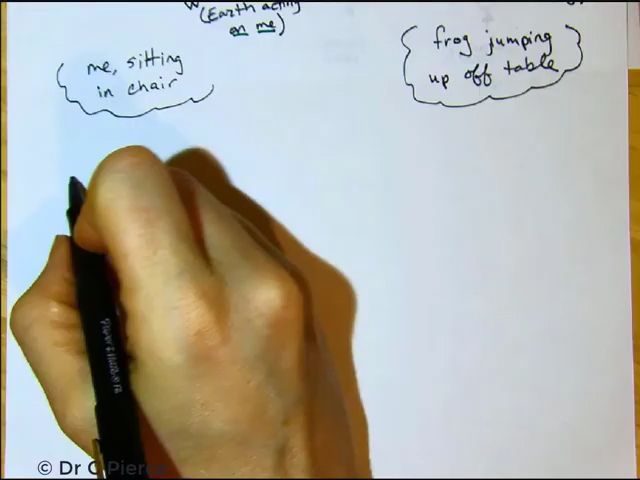 (Earth acting
on me)
me, sitting
in chair
frog jumping
up off table
© Dr C Pierce